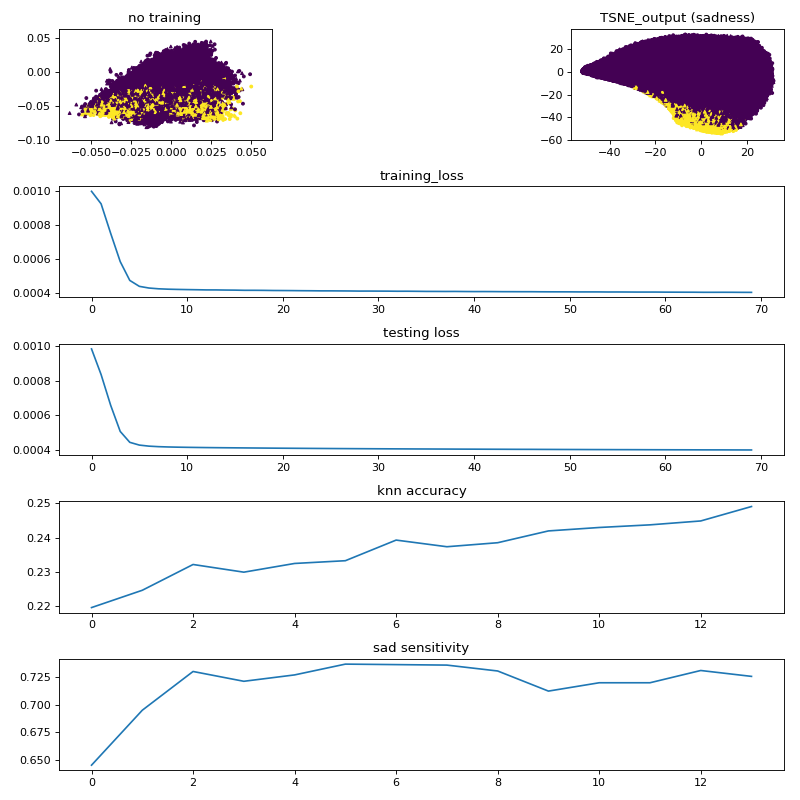 no training
0.05
0.00
−0.05
−0.10
−0.050 −0.025 0.000 0.025 0.050
TSNE_output (sadness)
20
0
−20
−40
−60
−40 −20 0 20
training_loss
0.0010
0.0008
0.0006
0.0004
0 10 20 30 40 50 60 70
testing loss
0.0010
0.0008
0.0006
0.0004
0 10 20 30 40 50 60 70
knn accuracy
0.25
0.24
0.23
0.22
0 2 4 6 8 10 12
sad sensitivity
0.725
0.700
0.675
0.650
0 2 4 6 8 10 12